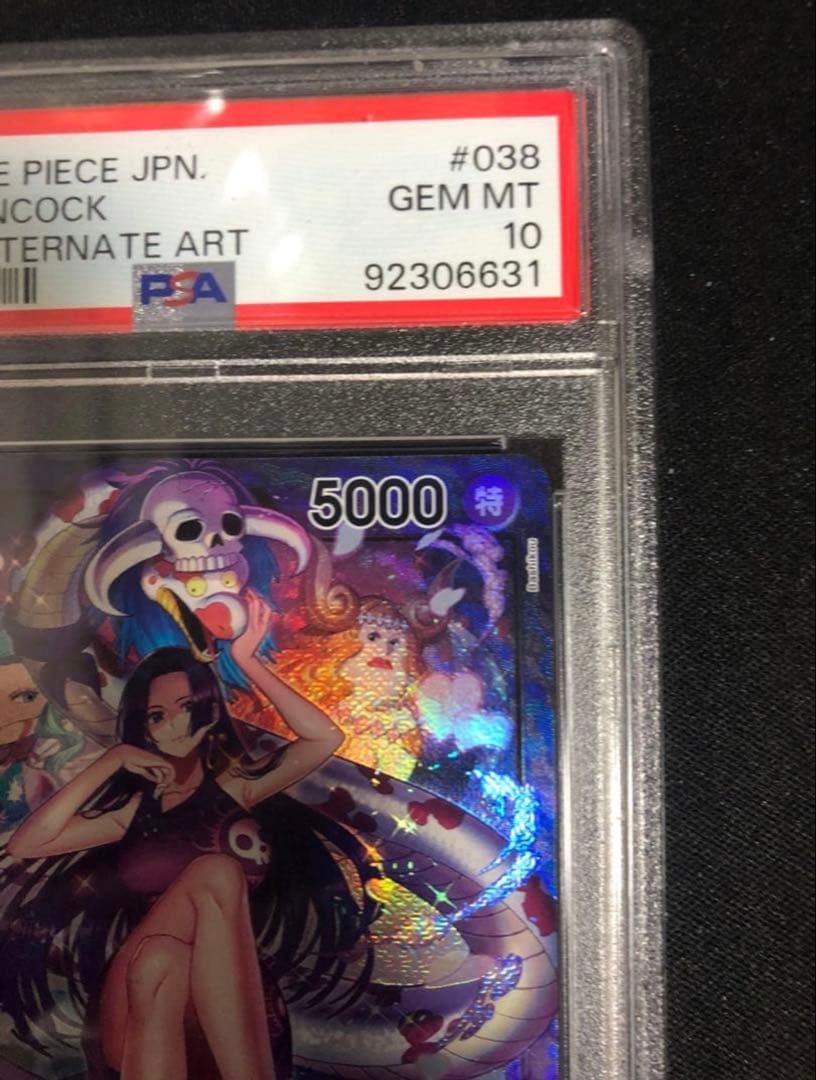 E PIECE JPN.
#038
NCOCK
GEM MT
TERNATE ART
10
PSA
92306631
5000
特